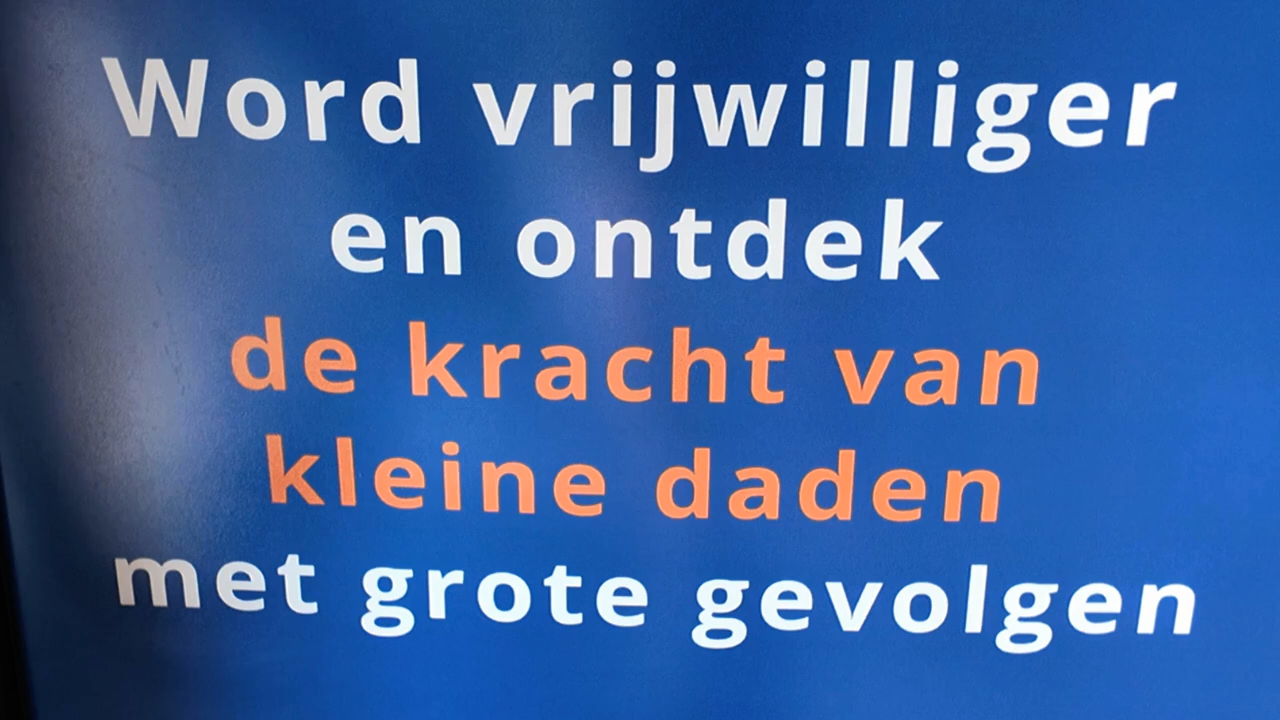 Word vrijwilliger
en ontdek
de kracht van
kleine daden
met grote gevolgen